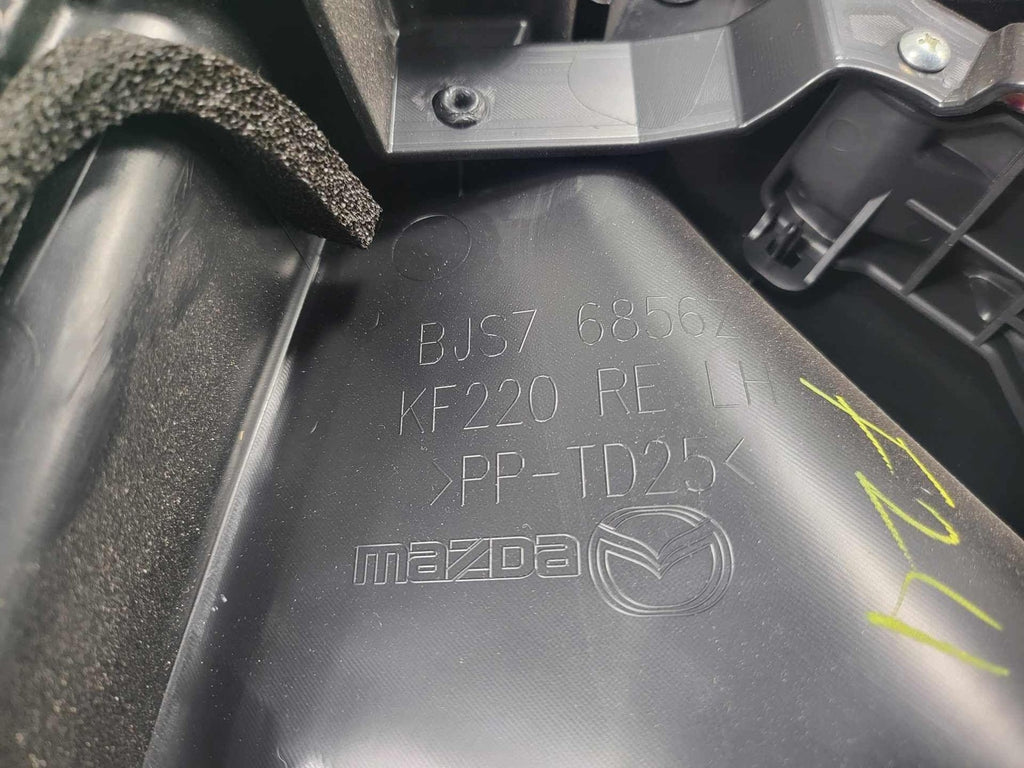 BJS7 6856Z
KF220 RE LH
>PP-TD25<
mazda